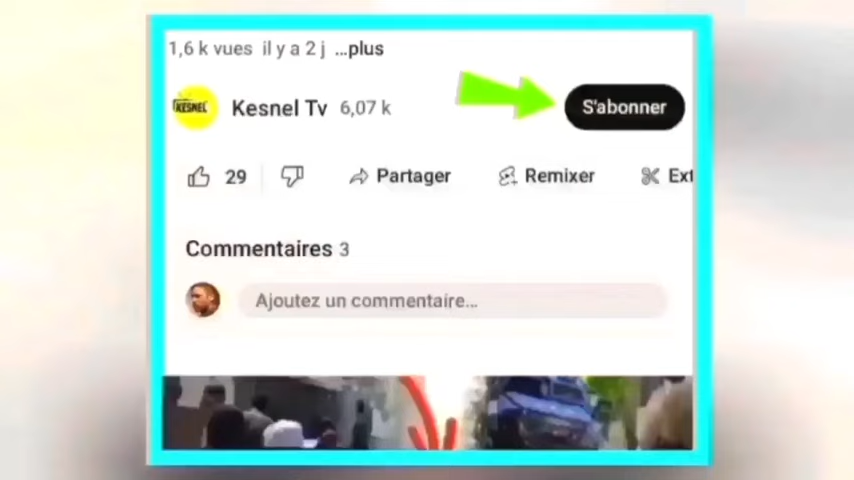 1,6 k vues il y a 2 j ...plus
KESNEL
Kesnel Tv 6,07 k
S'abonner
29
Partager
Remixer
Ext
Commentaires 3
Ajoutez un commentaire...